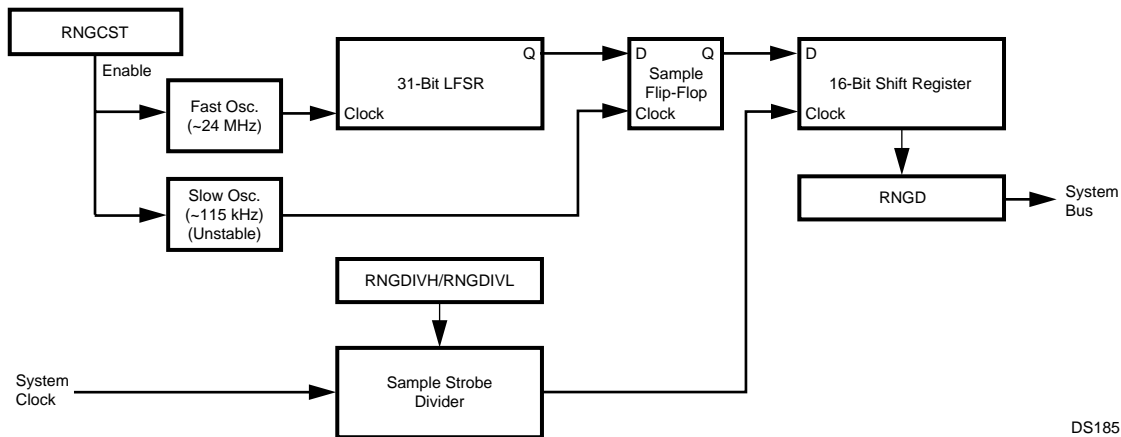 RNGCST
Enable
Fast Osc.
(~24 MHz)
Slow Osc.
(~115 kHz)
(Unstable)
Q
31-Bit LFSR
Clock
D Q
Sample
Flip-Flop
Clock
D
16-Bit Shift Register
Clock
RNGD
System
Bus
RNGDIVH/RNGDIVL
System
Clock
Sample Strobe
Divider
DS185